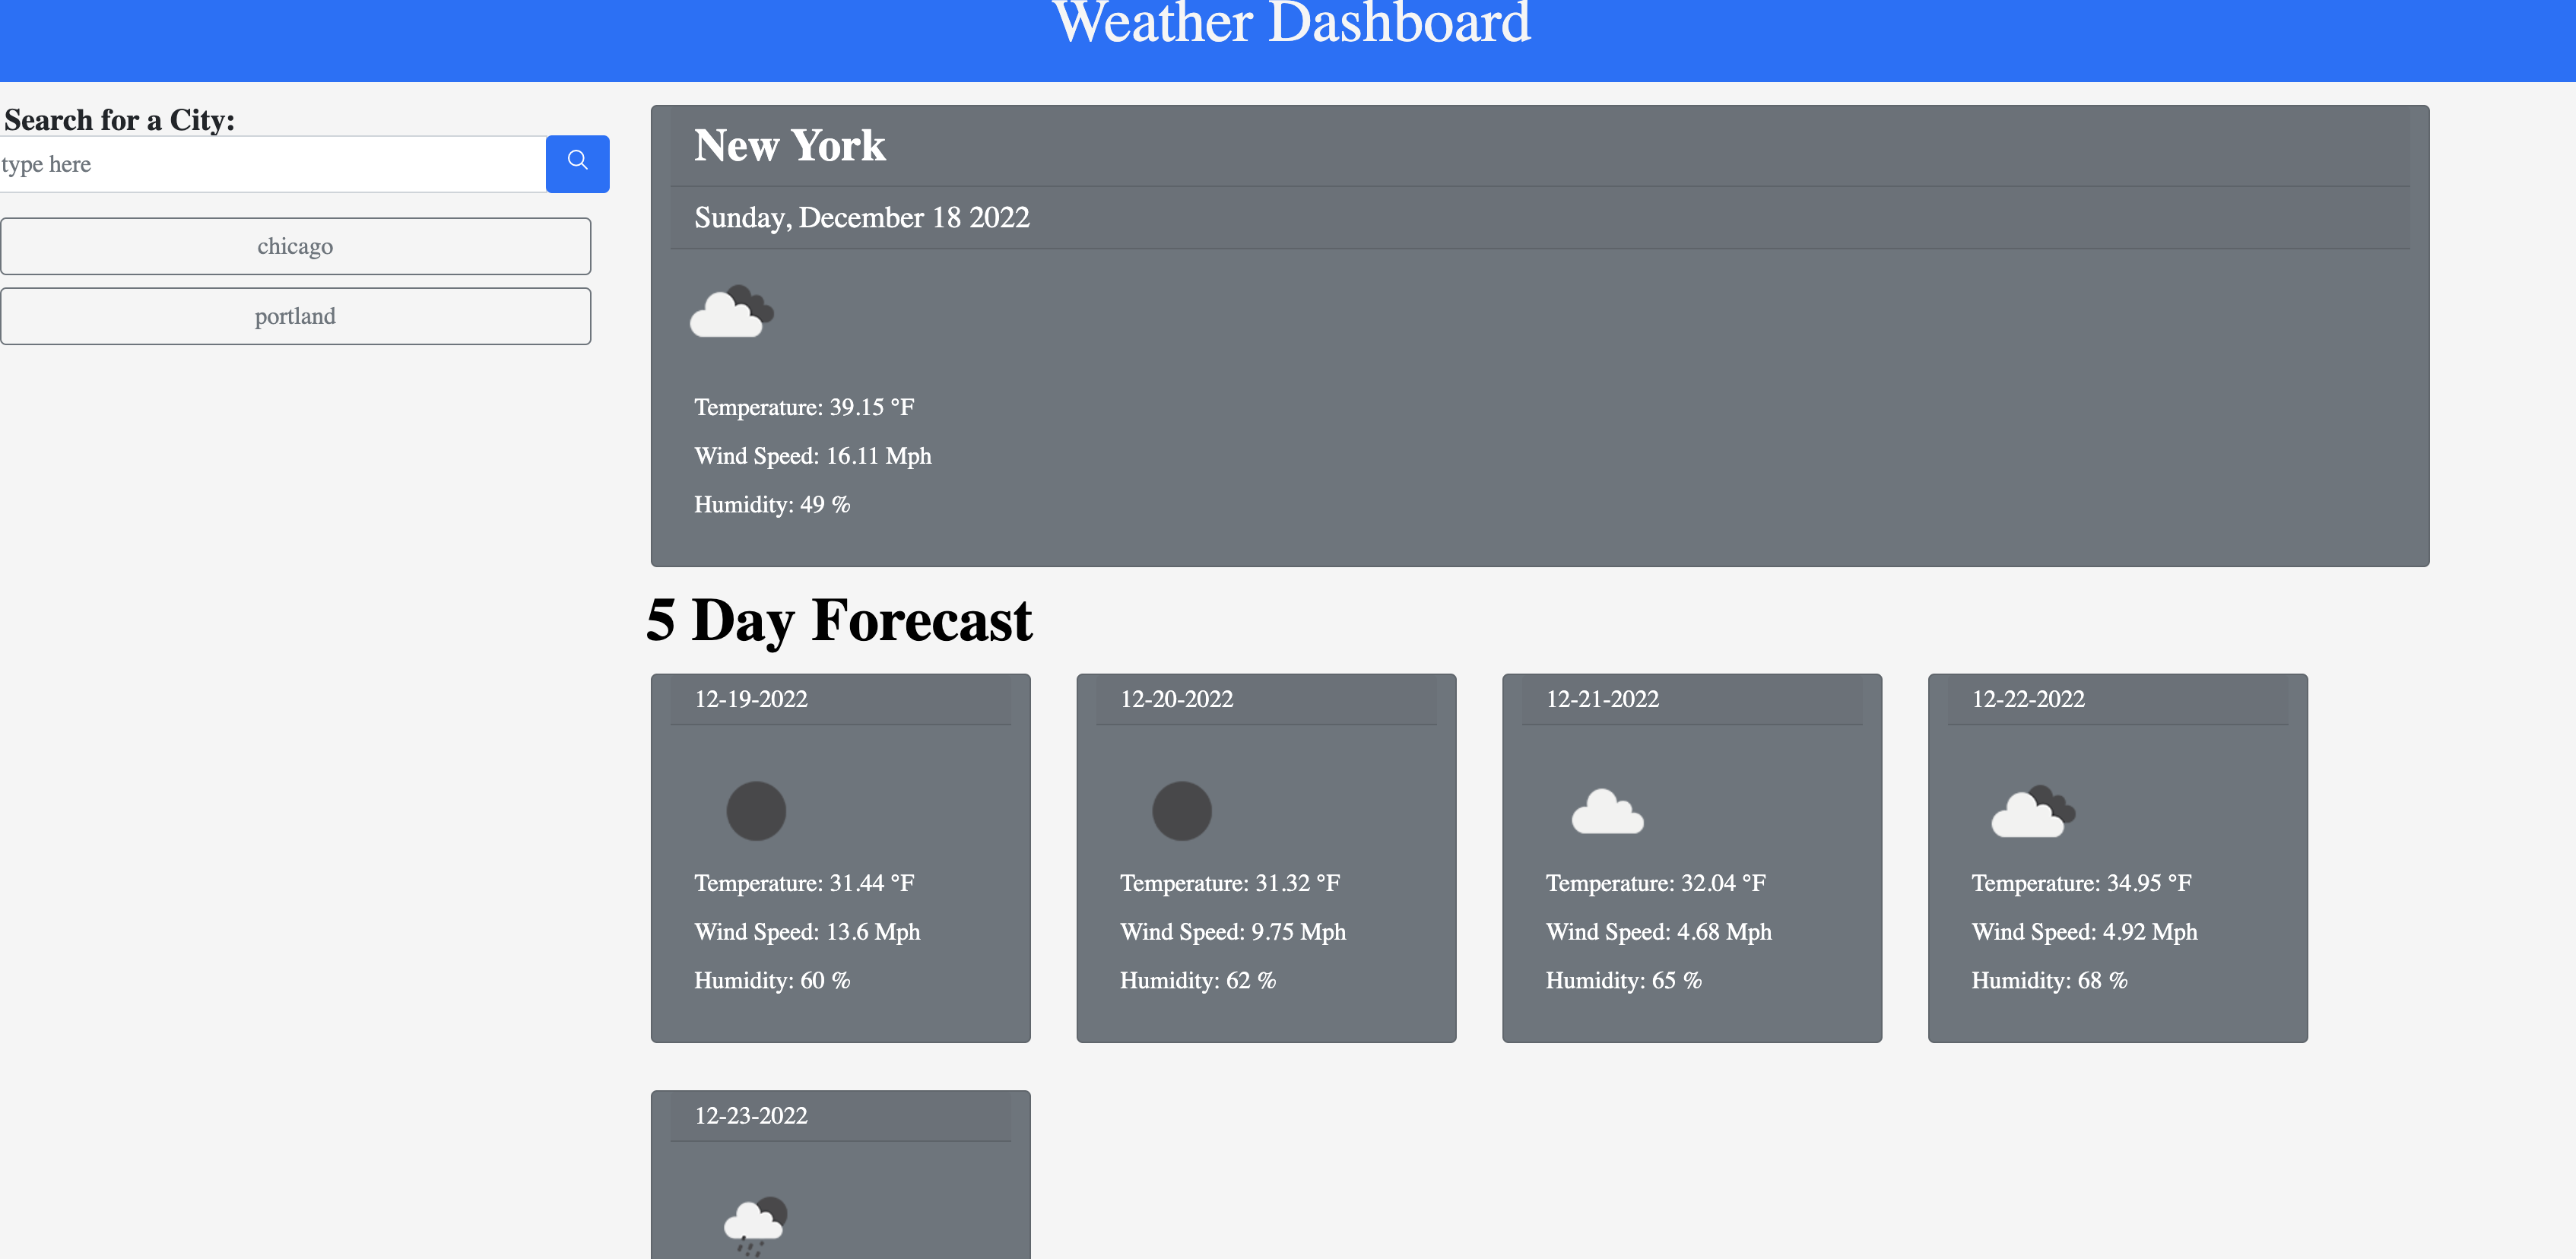 Weather Dashboard
Search for a City:
type here
chicago
portland
New York
Sunday, December 18 2022
Temperature: 39.15 °F
Wind Speed: 16.11 Mph
Humidity: 49 %
5 Day Forecast
12-19-2022
Temperature: 31.44 °F
Wind Speed: 13.6 Mph
Humidity: 60 %
12-20-2022
Temperature: 31.32 °F
Wind Speed: 9.75 Mph
Humidity: 62 %
12-21-2022
Temperature: 32.04 °F
Wind Speed: 4.68 Mph
Humidity: 65 %
12-22-2022
Temperature: 34.95 °F
Wind Speed: 4.92 Mph
Humidity: 68 %
12-23-2022